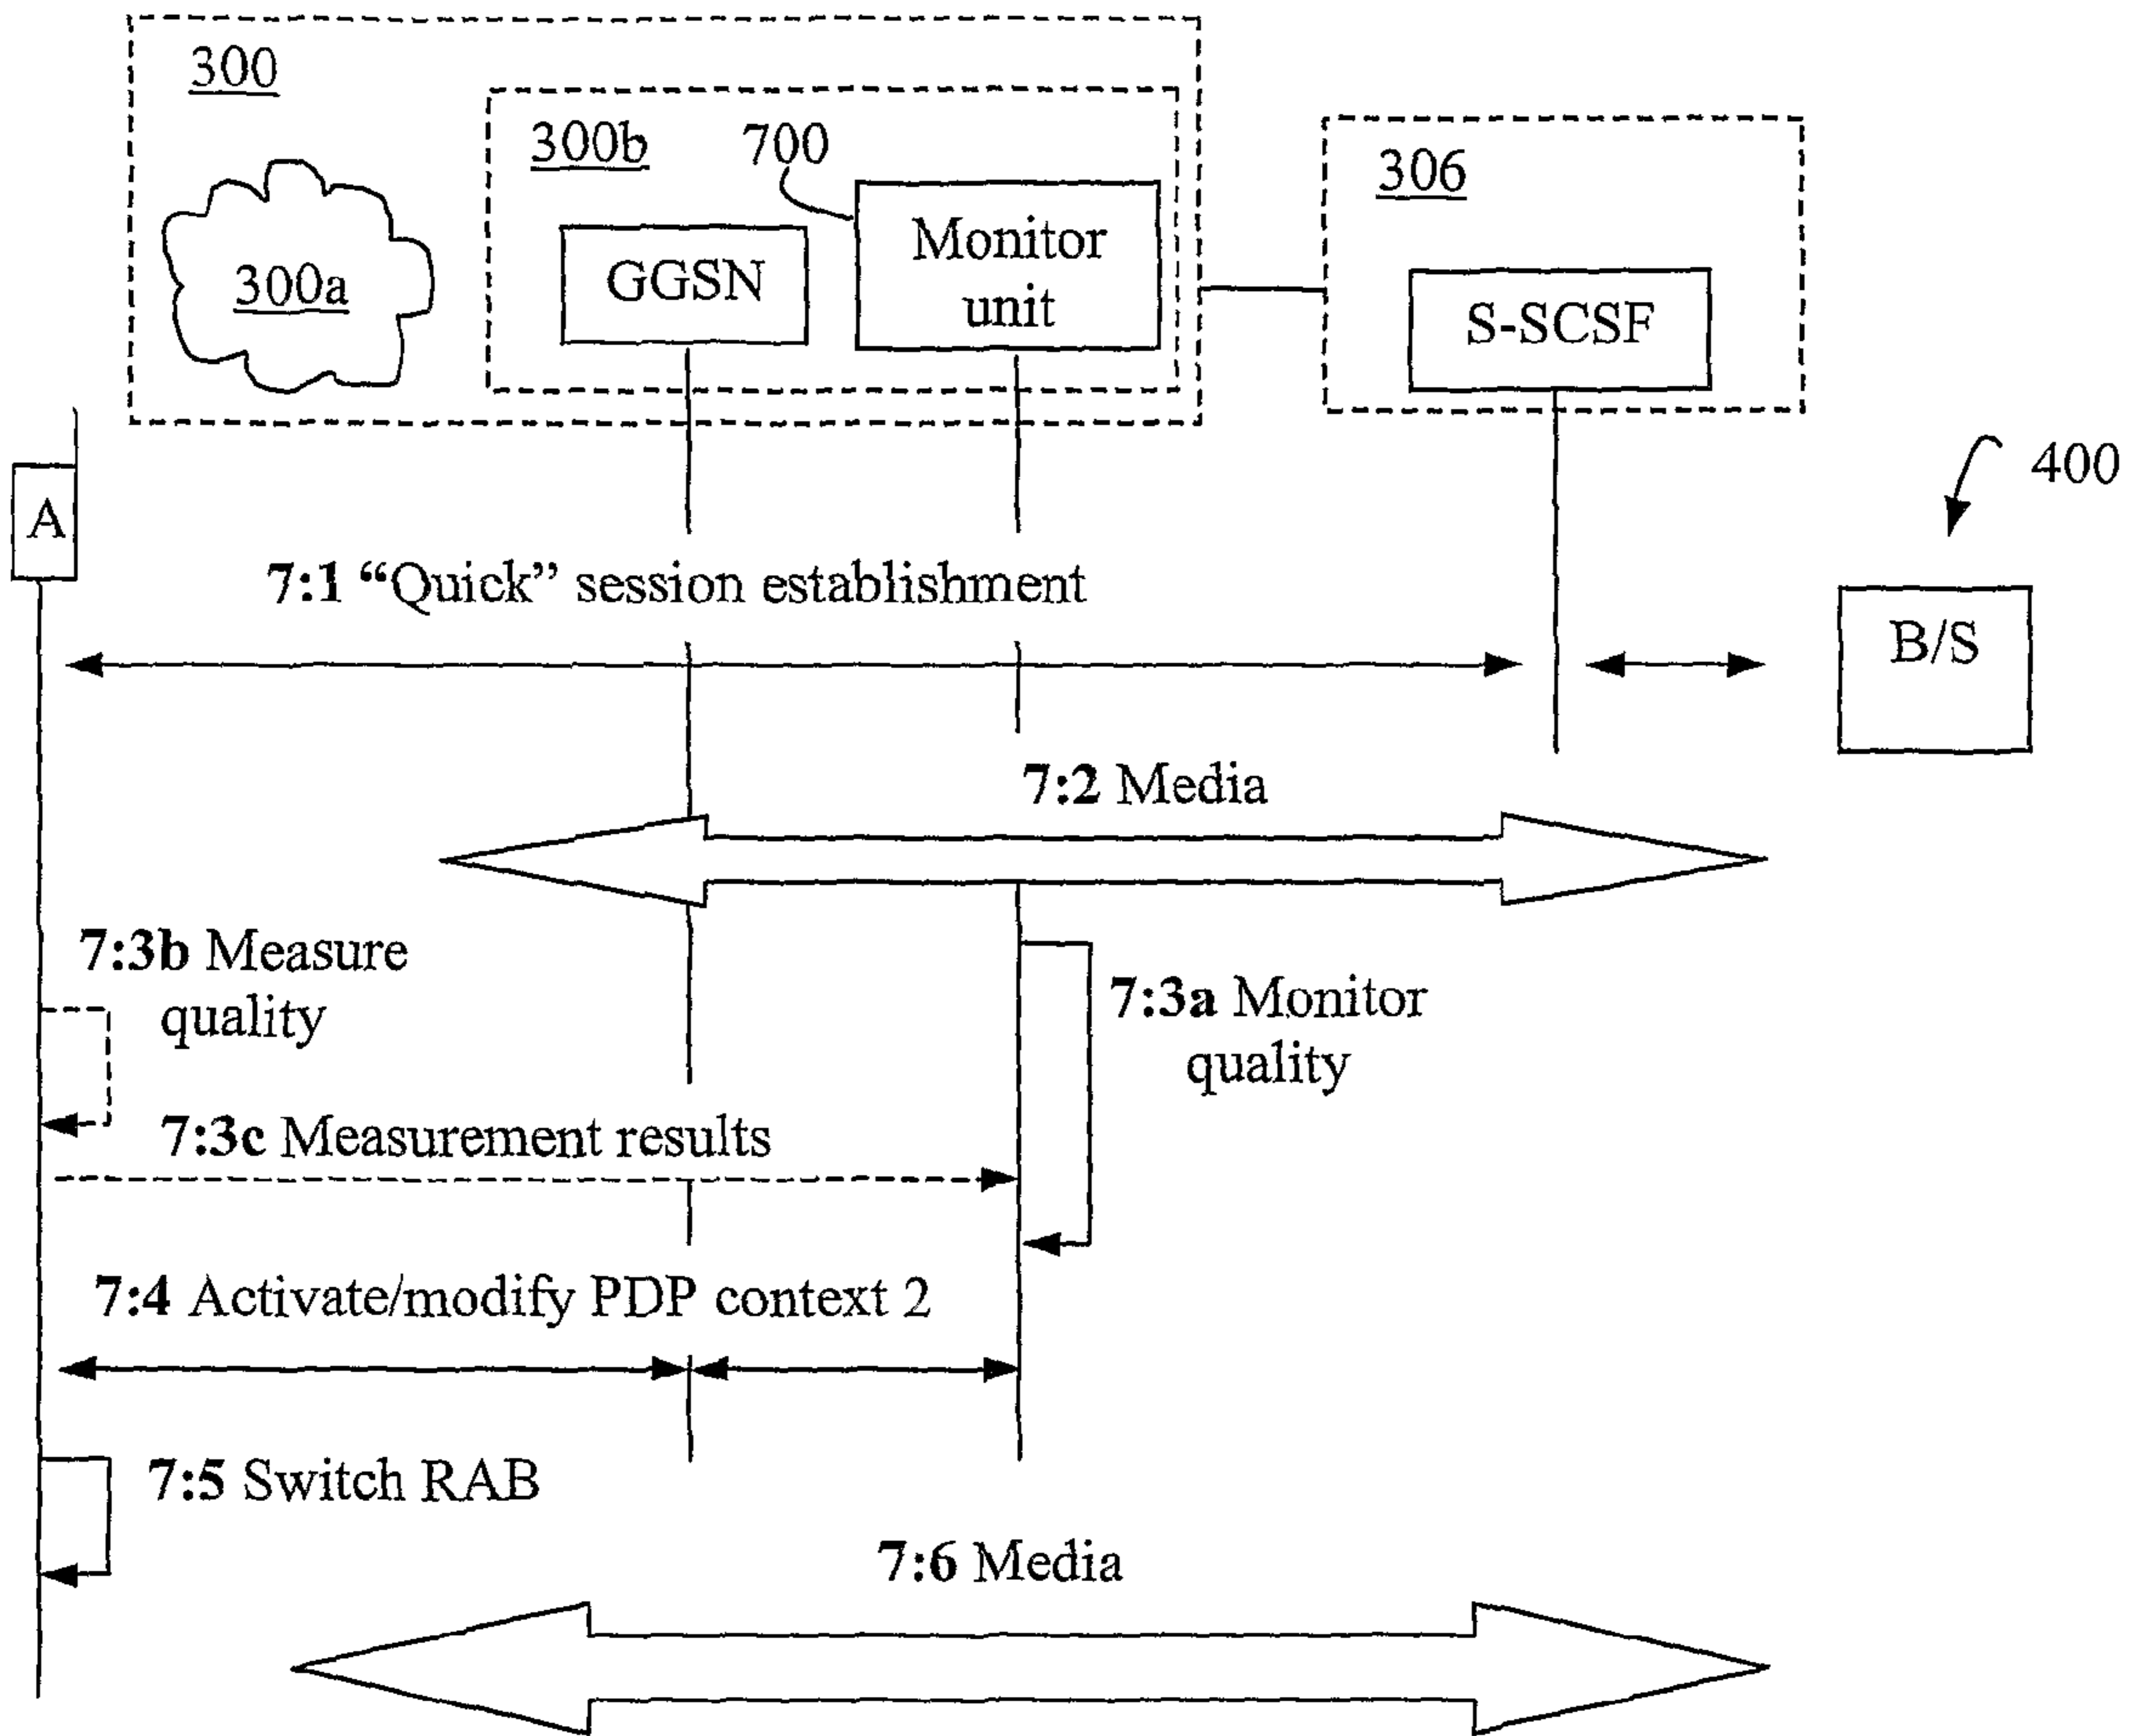 300
300b
700
300a
GGSN
Monitor
unit
306
S-SCSF
400
A
7:1 “Quick” session establishment
B/S
7:2 Media
7:3b Measure
quality
7:3a Monitor
quality
7:3c Measurement results
7:4 Activate/modify PDP context 2
7:5 Switch RAB
7:6 Media